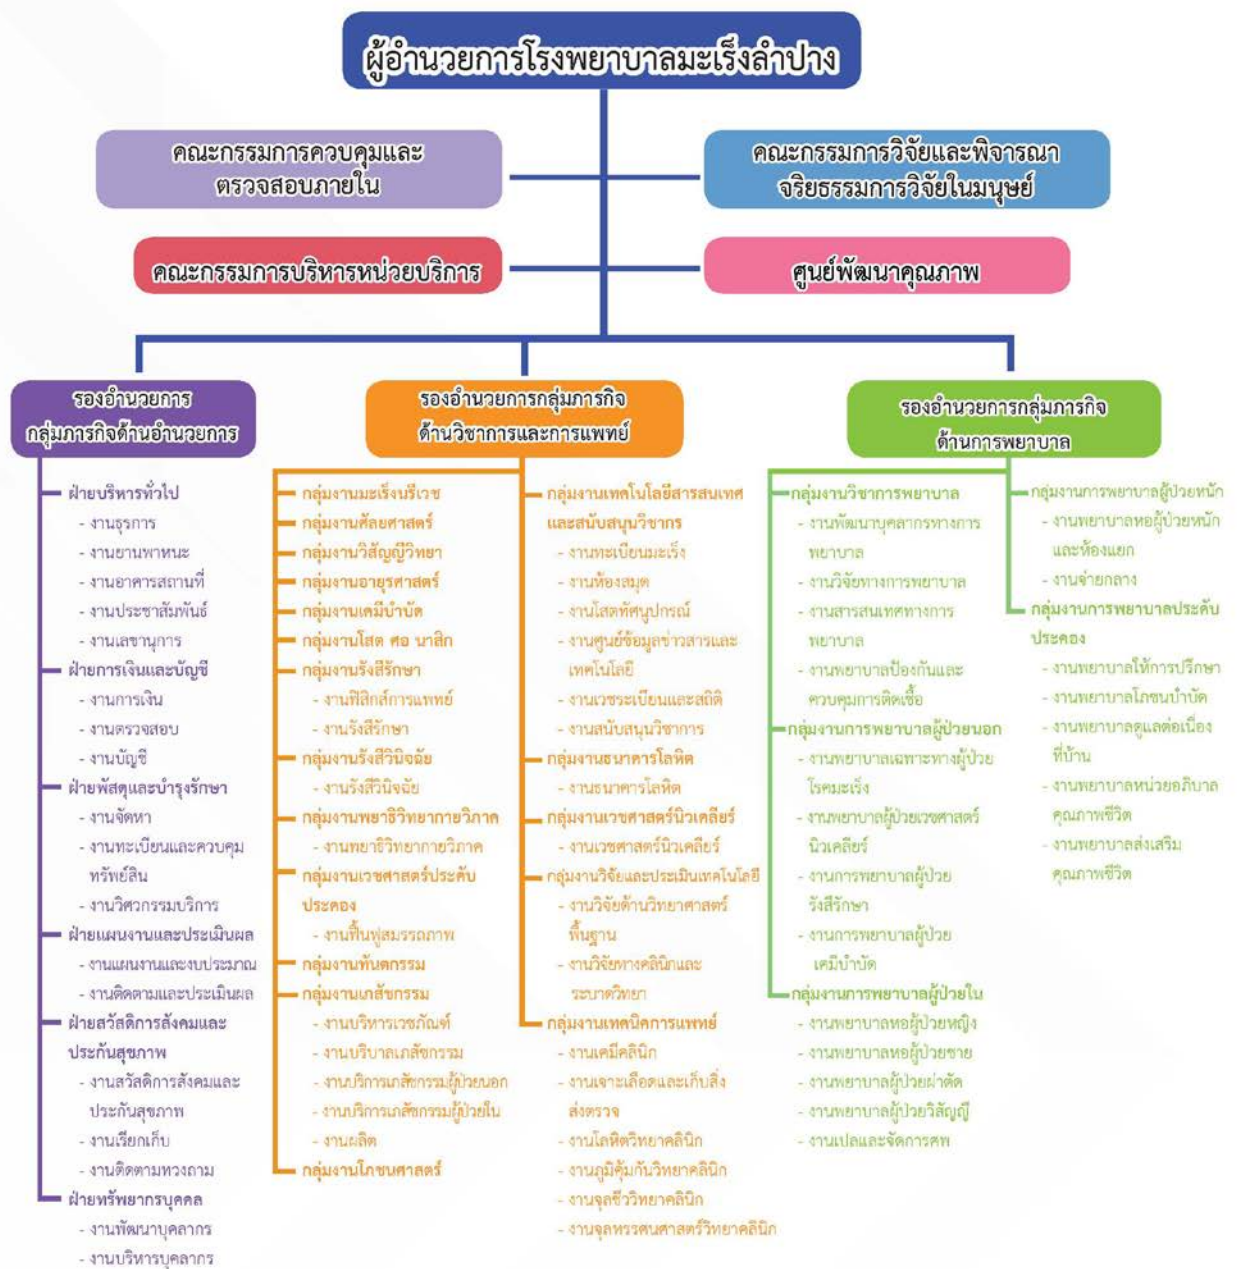 ผู้อำนวยการโรงพยาบาลมะเร็งลำปาง
คณะกรรมการควบคุมและ
ตรวจสอบภายใน
คณะกรรมการวิจัยและพิจารณา
จริยธรรมการวิจัยในมนุษย์
คณะกรรมการบริหารหน่วยบริการ
ศูนย์พัฒนาคุณภาพ
รองอำนวยการ
กลุ่มภารกิจด้านอำนวยการ
ฝ่ายบริหารทั่วไป
- งานธุรการ
- งานยานพาหนะ
- งานอาคารสถานที่
- งานประชาสัมพันธ์
- งานเลขานุการ
ฝ่ายการเงินและบัญชี
- งานการเงิน
- งานตรวจสอบ
- งานบัญชี
ฝ่ายพัสดุและบำรุงรักษา
- งานจัดหา
- งานทะเบียนและควบคุม
ทรัพย์สิน
- งานวิศวกรรมบริการ
ฝ่ายแผนงานและประเมินผล
- งานแผนงานและงบประมาณ
- งานติดตามและประเมินผล
ฝ่ายสวัสดิการสังคมและ
ประกันสุขภาพ
- งานสวัสดิการสังคมและ
ประกันสุขภาพ
- งานเรียกเก็บ
- งานติดตามทวงถาม
ฝ่ายทรัพยากรบุคคล
- งานพัฒนาบุคลากร
- งานบริหารบุคลากร
รองอำนวยการกลุ่มภารกิจ
ด้านวิชาการและการแพทย์
กลุ่มงานมะเร็งนรีเวช
กลุ่มงานศัลยศาสตร์
กลุ่มงานวิสัญญีวิทยา
กลุ่มงานอายุรศาสตร์
กลุ่มงานเคมีบำบัด
กลุ่มงานโสต ศอ นาสิก
กลุ่มงานรังสีรักษา
- งานฟิสิกส์การแพทย์
- งานรังสีรักษา
กลุ่มงานรังสีวินิจฉัย
- งานรังสีวินิจฉัย
กลุ่มงานพยาธิวิทยากายวิภาค
- งานพยาธิวิทยากายวิภาค
กลุ่มงานเวชศาสตร์ประคับ
ประคอง
- งานฟื้นฟูสมรรถภาพ
กลุ่มงานทันตกรรม
กลุ่มงานเภสัชกรรม
- งานบริหารเวชภัณฑ์
- งานบริบาลเภสัชกรรม
- งานบริการเภสัชกรรมผู้ป่วยนอก
- งานบริการเภสัชกรรมผู้ป่วยใน
- งานผลิต
กลุ่มงานโภชนศาสตร์
กลุ่มงานเทคโนโลยีสารสนเทศ
และสนับสนุนวิชากร
- งานทะเบียนมะเร็ง
- งานห้องสมุด
- งานโสตทัศนูปกรณ์
- งานศูนย์ข้อมูลข่าวสารและ
เทคโนโลยี
- งานเวชระเบียนและสถิติ
- งานสนับสนุนวิชาการ
กลุ่มงานธนาคารโลหิต
- งานธนาคารโลหิต
กลุ่มงานเวชศาสตร์นิวเคลียร์
- งานเวชศาสตร์นิวเคลียร์
กลุ่มงานวิจัยและประเมินเทคโนโลยี
- งานวิจัยด้านวิทยาศาสตร์
พื้นฐาน
- งานวิจัยทางคลินิกและ
ระบาดวิทยา
กลุ่มงานเทคนิคการแพทย์
- งานเคมีคลินิก
- งานเจาะเลือดและเก็บสิ่ง
ส่งตรวจ
- งานโลหิตวิทยาคลินิก
- งานภูมิคุ้มกันวิทยาคลินิก
- งานจุลชีววิทยาคลินิก
- งานจุลทรรศนศาสตร์วิทยาคลินิก
รองอำนวยการกลุ่มภารกิจ
ด้านการพยาบาล
กลุ่มงานวิชาการพยาบาล
- งานพัฒนาบุคลากรทางการ
พยาบาล
- งานวิจัยทางการพยาบาล
- งานสารสนเทศทางการ
พยาบาล
- งานพยาบาลป้องกันและ
ควบคุมการติดเชื้อ
กลุ่มงานการพยาบาลผู้ป่วยนอก
- งานพยาบาลเฉพาะทางผู้ป่วย
โรคมะเร็ง
- งานพยาบาลผู้ป่วยเวชศาสตร์
นิวเคลียร์
- งานการพยาบาลผู้ป่วย
รังสีรักษา
- งานการพยาบาลผู้ป่วย
เคมีบำบัด
กลุ่มงานการพยาบาลผู้ป่วยใน
- งานพยาบาลหอผู้ป่วยหญิง
- งานพยาบาลหอผู้ป่วยชาย
- งานพยาบาลผู้ป่วยผ่าตัด
- งานพยาบาลผู้ป่วยวิสัญญี
- งานเปลและจัดการศพ
กลุ่มงานการพยาบาลผู้ป่วยหนัก
- งานพยาบาลหอผู้ป่วยหนัก
และห้องแยก
- งานจ่ายกลาง
กลุ่มงานการพยาบาลประคับ
ประคอง
- งานพยาบาลให้การปรึกษา
- งานพยาบาลโภชนบำบัด
- งานพยาบาลดูแลต่อเนื่อง
ที่บ้าน
- งานพยาบาลหน่วยอภิบาล
คุณภาพชีวิต
- งานพยาบาลส่งเสริม
คุณภาพชีวิต